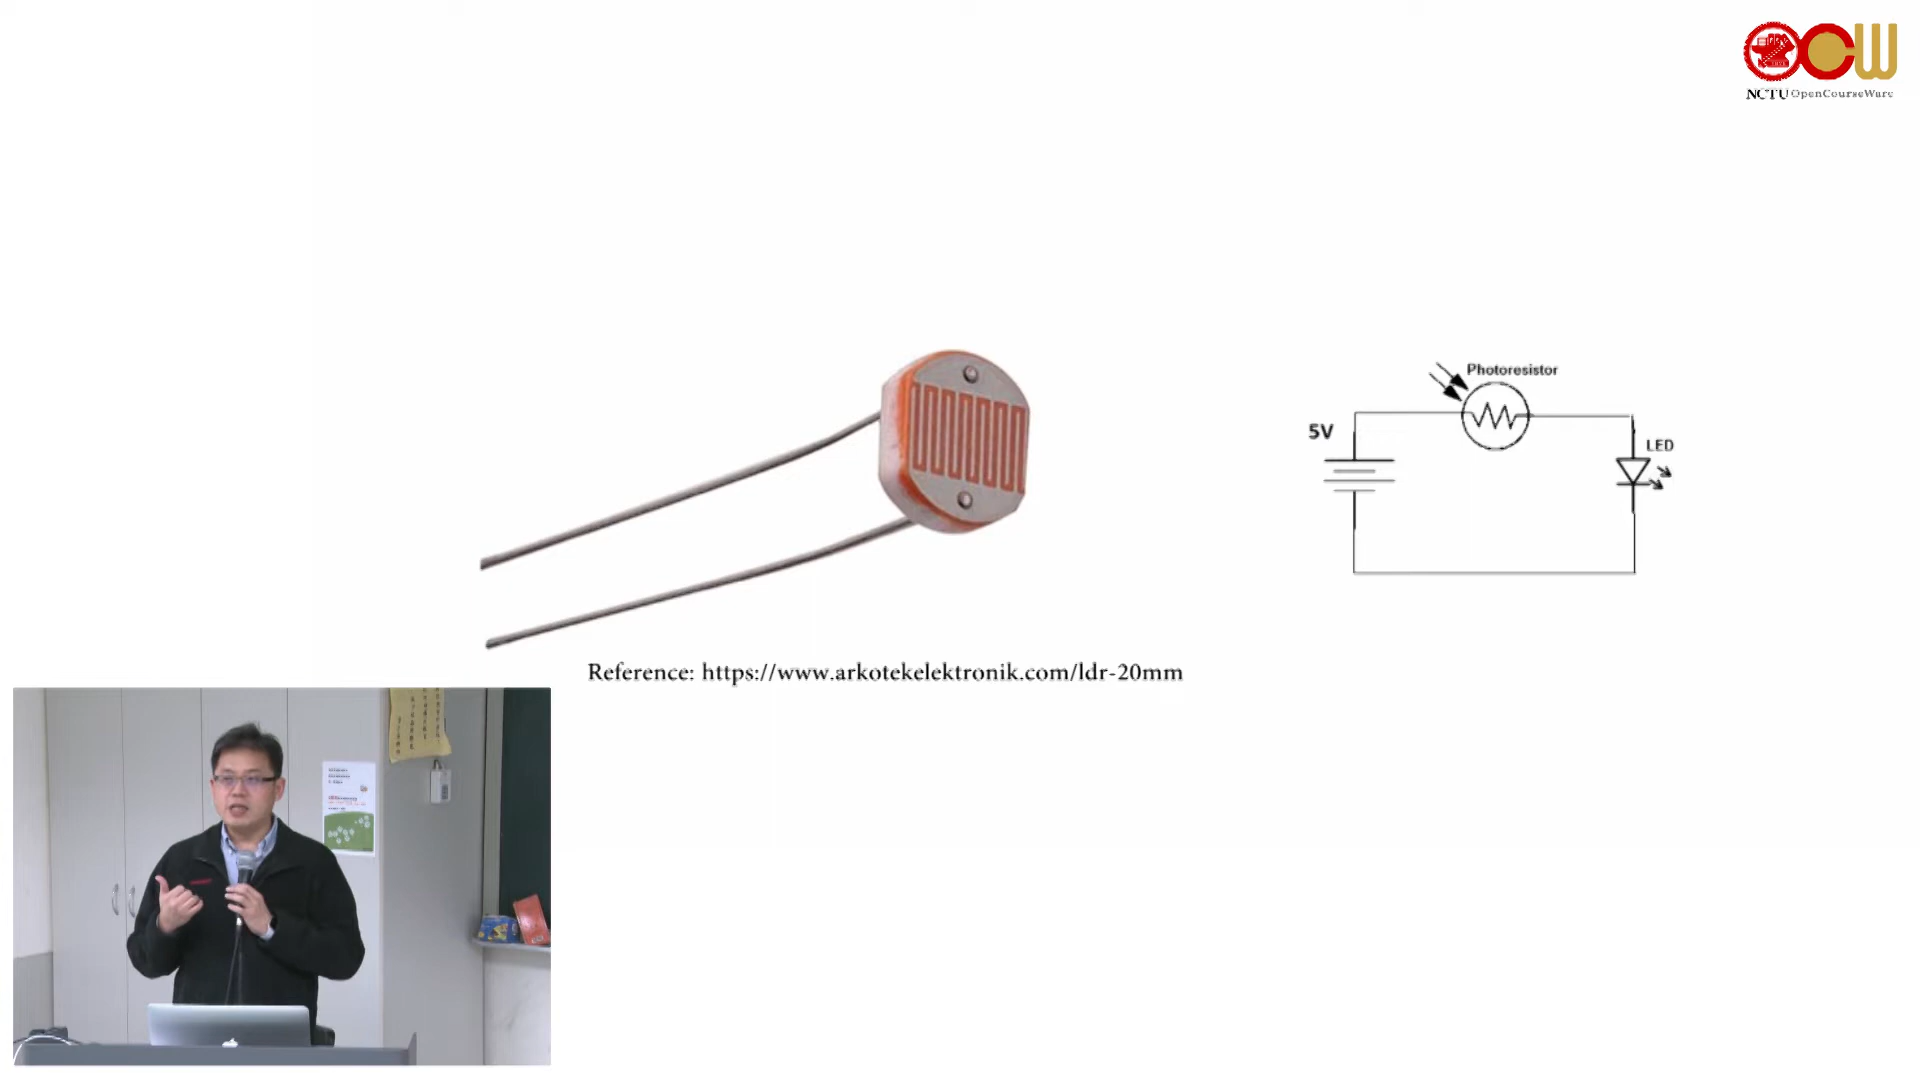 NCTU OpenCourseWare
Photoresistor
5V
LED
Reference: https://www.arkotekelektronik.com/ldr-20mm